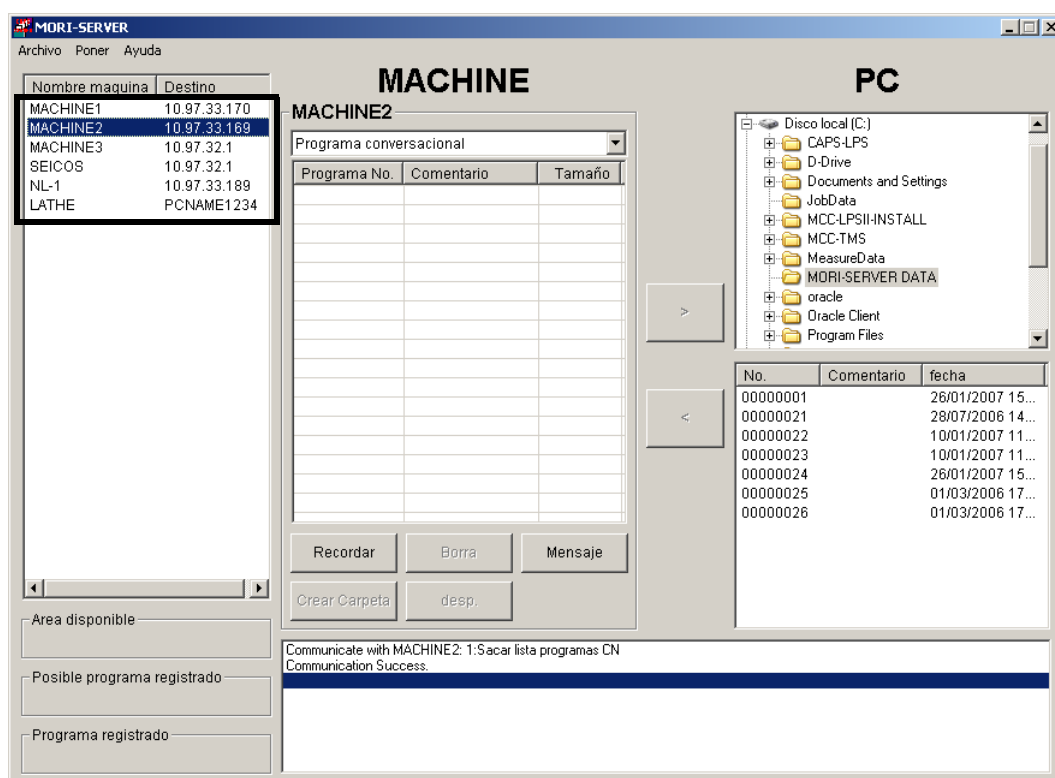 MORI-SERVER
Archivo Poner Ayuda
MACHINE
PC
Nombre maquina Destino
MACHINE1 10.97.33.170
MACHINE2 10.97.33.169
MACHINE3 10.97.32.1
SEICOS 10.97.32.1
NL-1 10.97.33.189
LATHE PCNAME1234
MACHINE2
Programa conversacional
Programa No. Comentario Tamaño
Recordar Borra Mensaje
Crear Carpeta desp.
>
<
Disco local (C:)
CAPS-LPS
D-Drive
Documents and Settings
JobData
MCC-LPSII-INSTALL
MCC-TMS
MeasureData
MORI-SERVER DATA
oracle
Oracle Client
Program Files
No. Comentario fecha
00000001 26/01/2007 15...
00000021 28/07/2006 14...
00000022 10/01/2007 11...
00000023 10/01/2007 11...
00000024 26/01/2007 15...
00000025 01/03/2006 17...
00000026 01/03/2006 17...
Area disponible
Posible programa registrado
Programa registrado
Communicate with MACHINE2: 1:Sacar lista programas CN
Communication Success.